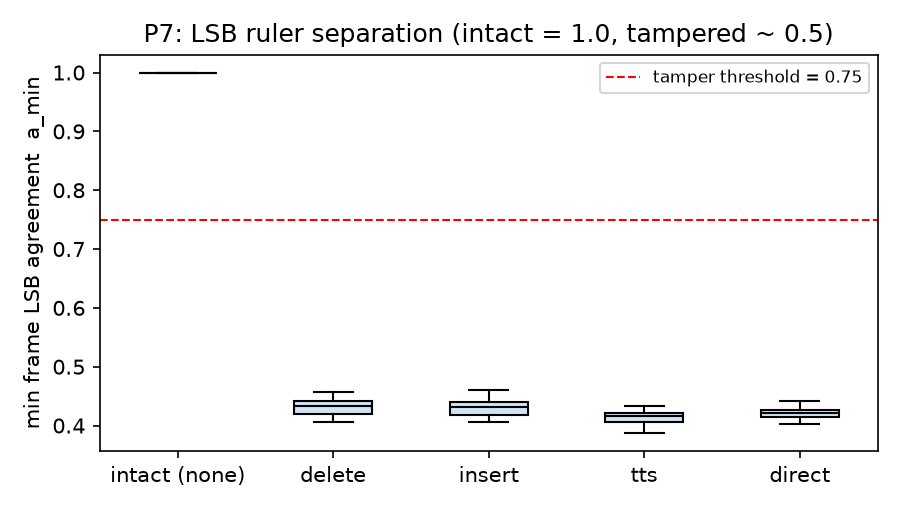 P7: LSB ruler separation (intact = 1.0, tampered ~ 0.5)
tamper threshold = 0.75
min frame LSB agreement  a_min
1.0
0.9
0.8
0.7
0.6
0.5
0.4
intact (none)
delete
insert
tts
direct